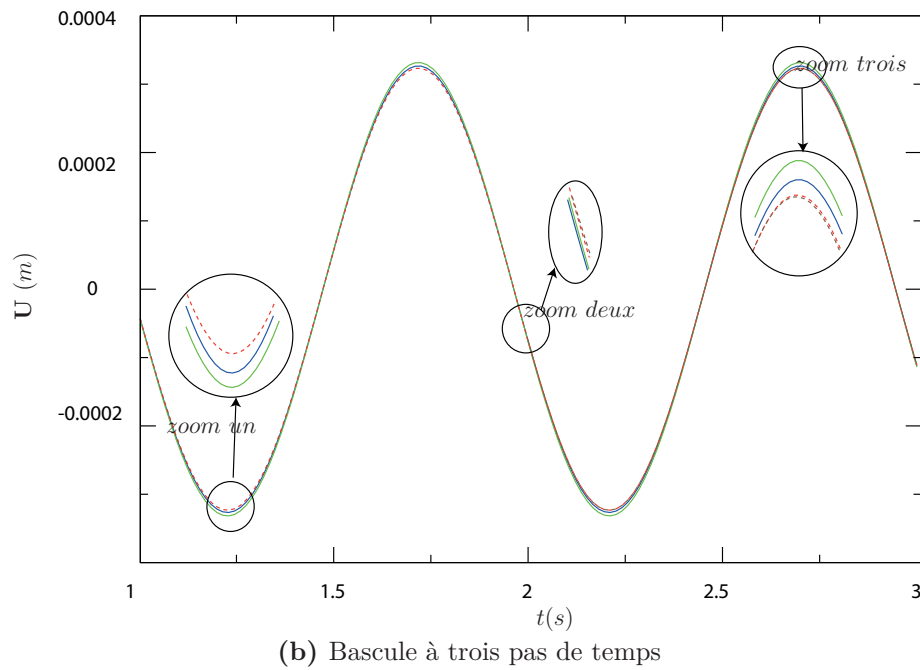 0.0004
zoom trois
0.0002
U (m)
0
zoom deux
-0.0002
zoom un
1
1.5
2
2.5
3
t(s)
(b) Bascule à trois pas de temps